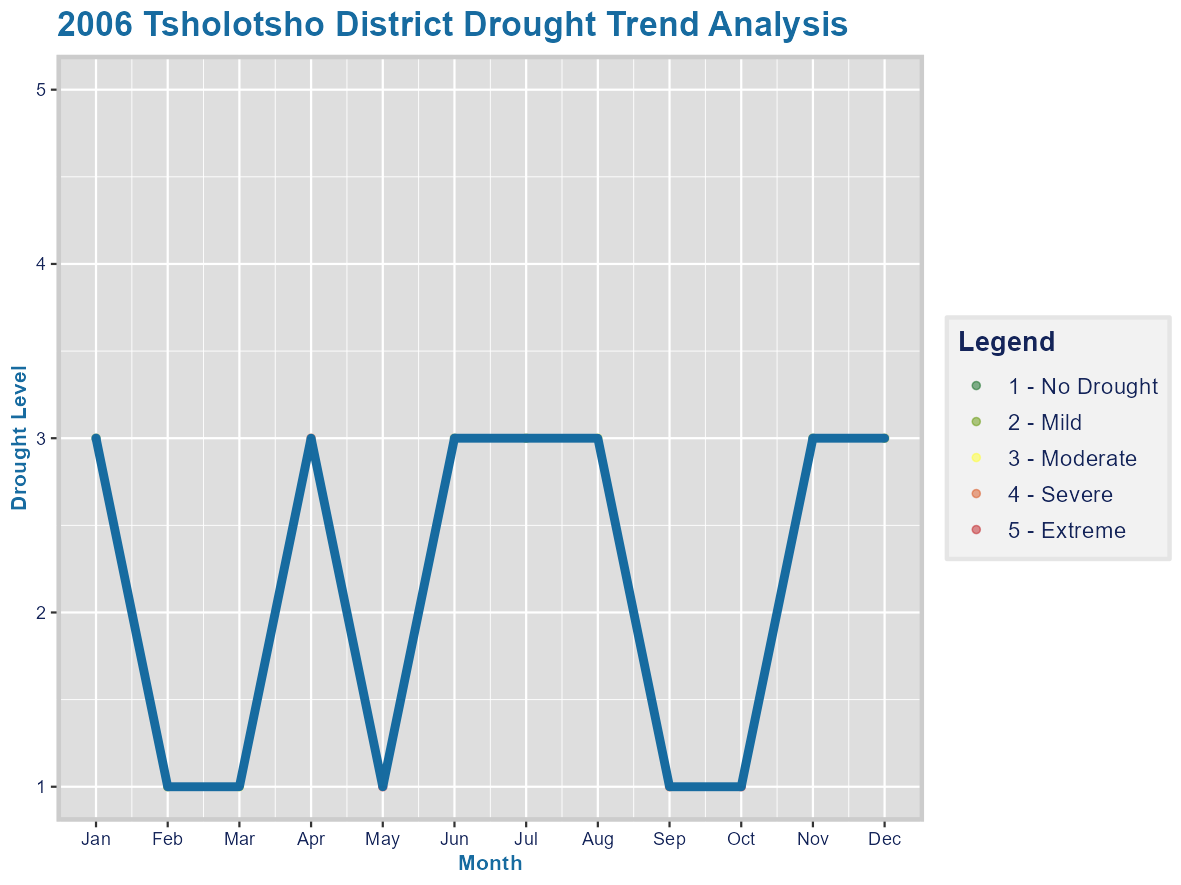 2006 Tsholotsho District Drought Trend Analysis
5
4
3
2
1
Drought Level
Jan Feb Mar Apr May Jun Jul Aug Sep Oct Nov Dec
Month
Legend
1 - No Drought
2 - Mild
3 - Moderate
4 - Severe
5 - Extreme